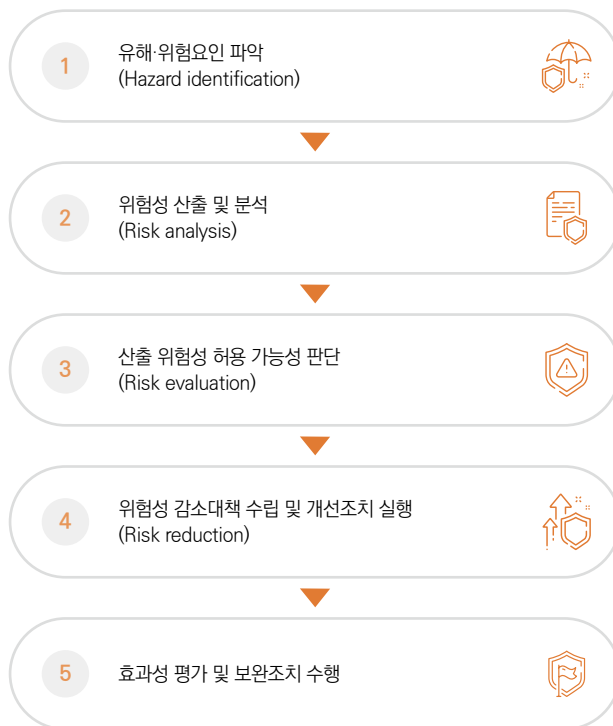 1
유해·위험요인 파악
(Hazard identification)
2
위험성 산출 및 분석
(Risk analysis)
3
산출 위험성 허용 가능성 판단
(Risk evaluation)
4
위험성 감소대책 수립 및 개선조치 실행
(Risk reduction)
5
효과성 평가 및 보완조치 수행